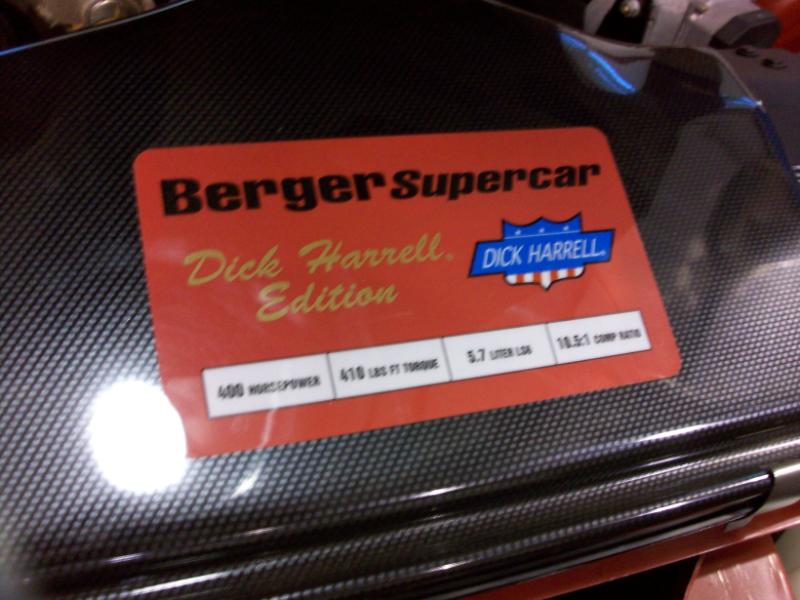 Berger Supercar
Dick Harrell®
Edition
DICK HARRELL®
400 HORSEPOWER
410 LBS FT TORQUE
5.7 LITER LS6
10.5:1 COMP RATIO